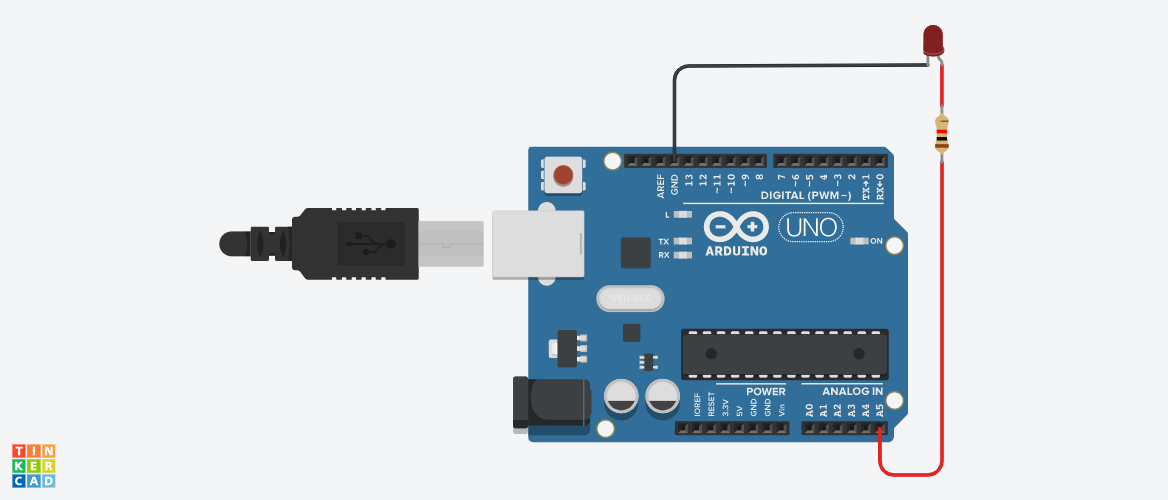 AREF
GND
13
12
~11
~10
~9
8
7
~6
~5
4
~3
2
TX→1
RX←0
DIGITAL (PWM~)
L
TX
RX
ARDUINO
UNO
ON
POWER
ANALOG IN
IOREF
RESET
3.3V
5V
GND
GND
Vin
A0
A1
A2
A3
A4
A5
TIN
KER
CAD